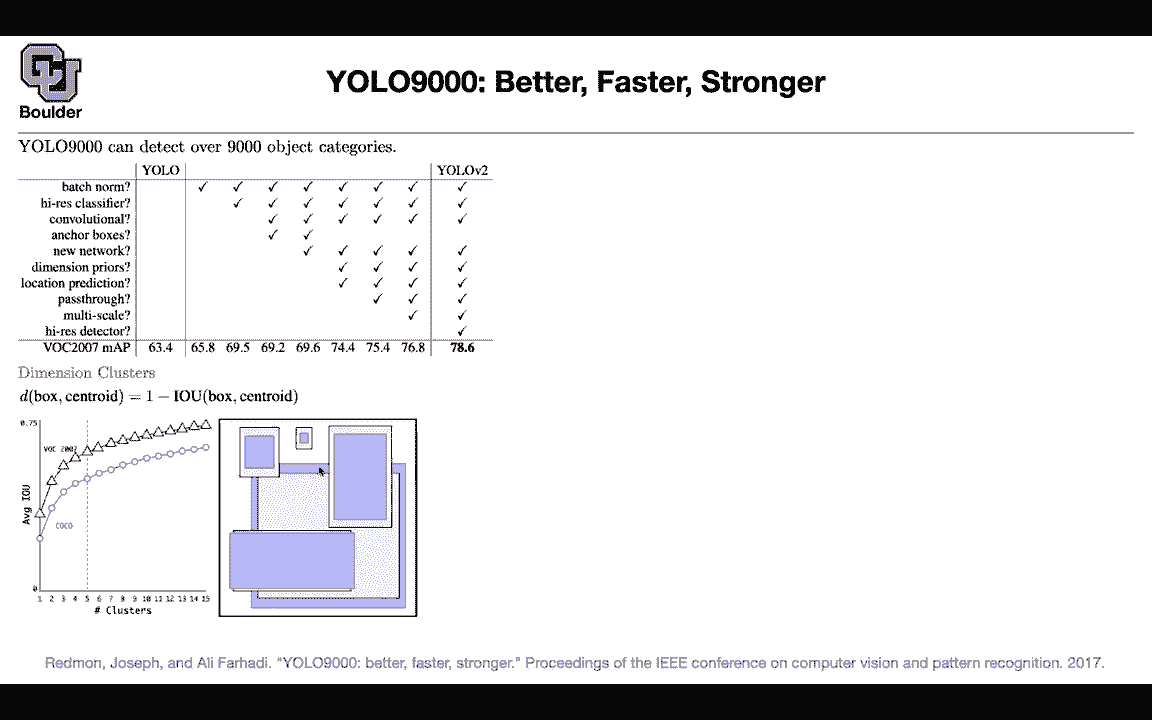 CU
Boulder
YOLO9000: Better, Faster, Stronger
YOLO9000 can detect over 9000 object categories.
YOLO YOLOv2
batch norm? ✓ ✓ ✓ ✓ ✓ ✓ ✓ ✓
hi-res classifier? ✓ ✓ ✓ ✓ ✓ ✓ ✓
convolutional? ✓ ✓ ✓ ✓ ✓ ✓
anchor boxes? ✓ ✓
new network? ✓ ✓ ✓ ✓ ✓
dimension priors? ✓ ✓ ✓ ✓
location prediction? ✓ ✓ ✓ ✓
passthrough? ✓ ✓ ✓
multi-scale? ✓ ✓
hi-res detector? ✓
VOC2007 mAP 63.4 65.8 69.5 69.2 69.6 74.4 75.4 76.8 78.6
Dimension Clusters
d(box, centroid) = 1 − IOU(box, centroid)
0.75
VOC 2007
Avg IOU
COCO
0
1 2 3 4 5 6 7 8 9 10 11 12 13 14 15
# Clusters
Redmon, Joseph, and Ali Farhadi. "YOLO9000: better, faster, stronger." Proceedings of the IEEE conference on computer vision and pattern recognition. 2017.